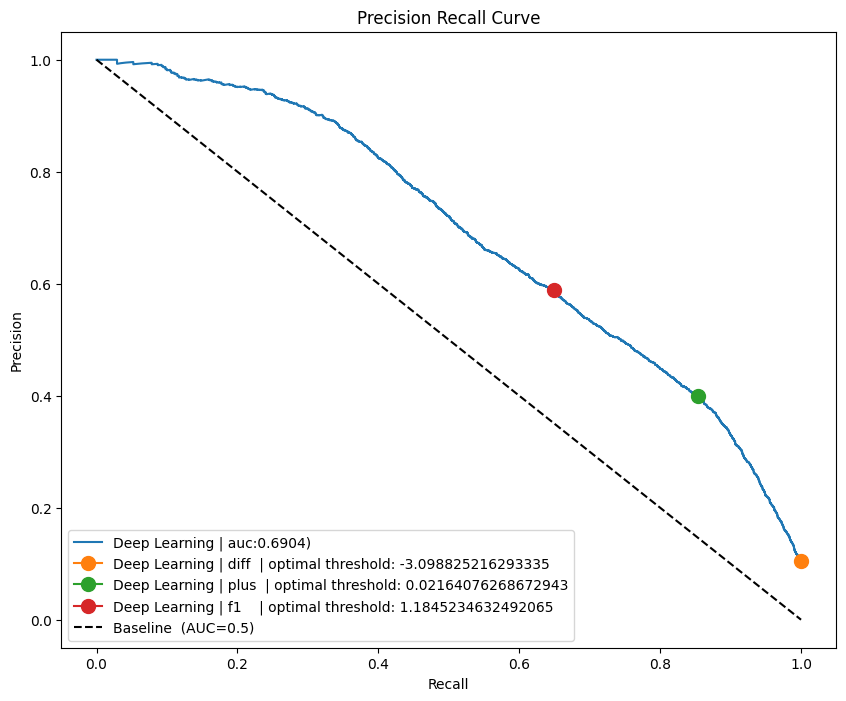 Precision Recall Curve
Precision
1.0
0.8
0.6
0.4
0.2
0.0
Deep Learning | auc:0.6904)
Deep Learning | diff  | optimal threshold: -3.098825216293335
Deep Learning | plus  | optimal threshold: 0.02164076268672943
Deep Learning | f1    | optimal threshold: 1.1845234632492065
Baseline  (AUC=0.5)
0.0 0.2 0.4 0.6 0.8 1.0
Recall